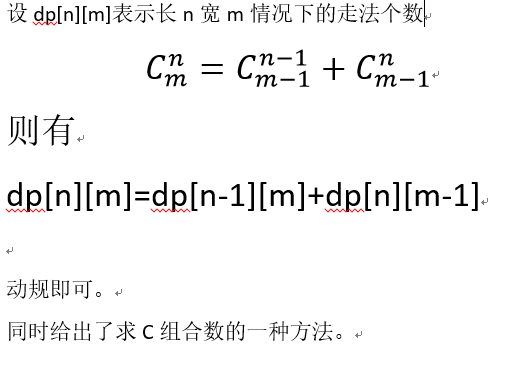 设 dp[n][m]表示长 n 宽 m 情况下的走法个数
C_m^n = C_{m-1}^{n-1} + C_{m-1}^n
则有
dp[n][m]=dp[n-1][m]+dp[n][m-1]
动规即可。
同时给出了求 C 组合数的一种方法。